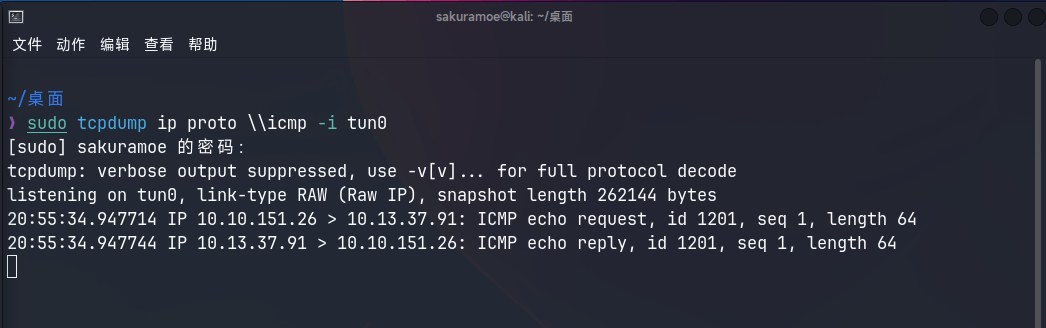 sakuramoe@kali: ~/桌面
文件 动作 编辑 查看 帮助
~/桌面
❯ sudo tcpdump ip proto \\icmp -i tun0
[sudo] sakuramoe 的密码：
tcpdump: verbose output suppressed, use -v[v]... for full protocol decode
listening on tun0, link-type RAW (Raw IP), snapshot length 262144 bytes
20:55:34.947714 IP 10.10.151.26 > 10.13.37.91: ICMP echo request, id 1201, seq 1, length 64
20:55:34.947744 IP 10.13.37.91 > 10.10.151.26: ICMP echo reply, id 1201, seq 1, length 64